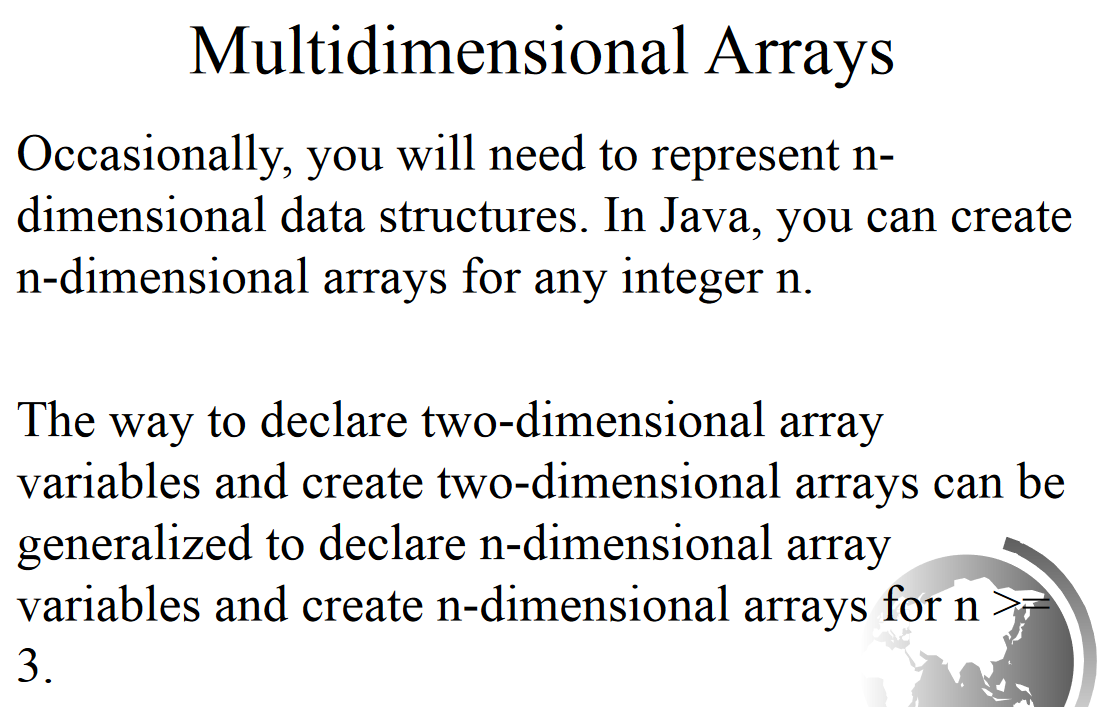 Multidimensional Arrays
Occasionally, you will need to represent n-
dimensional data structures. In Java, you can create
n-dimensional arrays for any integer n.
The way to declare two-dimensional array
variables and create two-dimensional arrays can be
generalized to declare n-dimensional array
variables and create n-dimensional arrays for n >=
3.